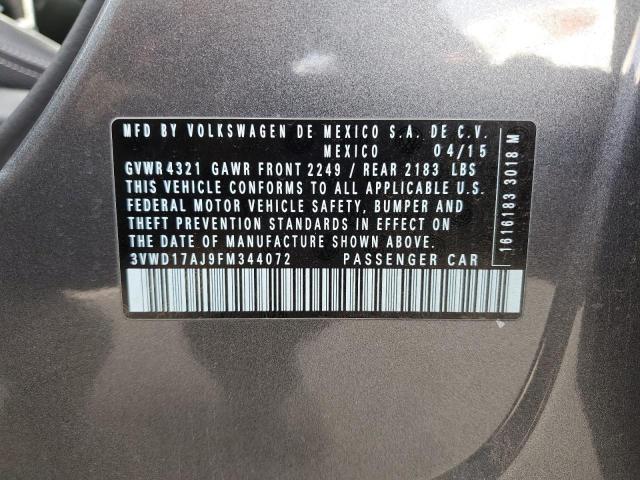 MFD BY VOLKSWAGEN DE MEXICO S.A. DE C.V.
MEXICO 04/15
GVWR 4321 GAWR FRONT 2249 / REAR 2183 LBS
THIS VEHICLE CONFORMS TO ALL APPLICABLE U.S.
FEDERAL MOTOR VEHICLE SAFETY, BUMPER AND
THEFT PREVENTION STANDARDS IN EFFECT ON
THE DATE OF MANUFACTURE SHOWN ABOVE.
3VWD17AJ9FM344072 PASSENGER CAR
1616183 3018 M